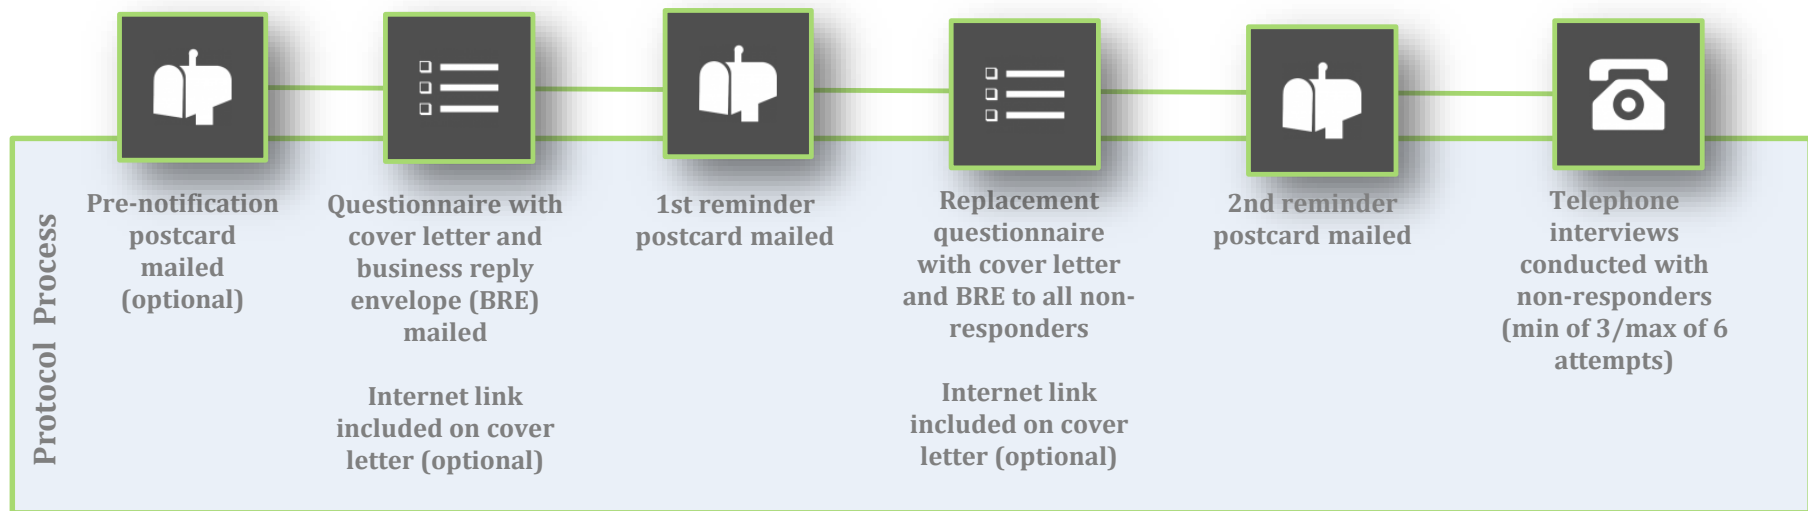 Protocol Process
Pre-notification
postcard
mailed
(optional)
Questionnaire with
cover letter and
business reply
envelope (BRE)
mailed
Internet link
included on cover
letter (optional)
1st reminder
postcard mailed
Replacement
questionnaire
with cover letter
and BRE to all non-
responders
Internet link
included on cover
letter (optional)
2nd reminder
postcard mailed
Telephone
interviews
conducted with
non-responders
(min of 3/max of 6
attempts)